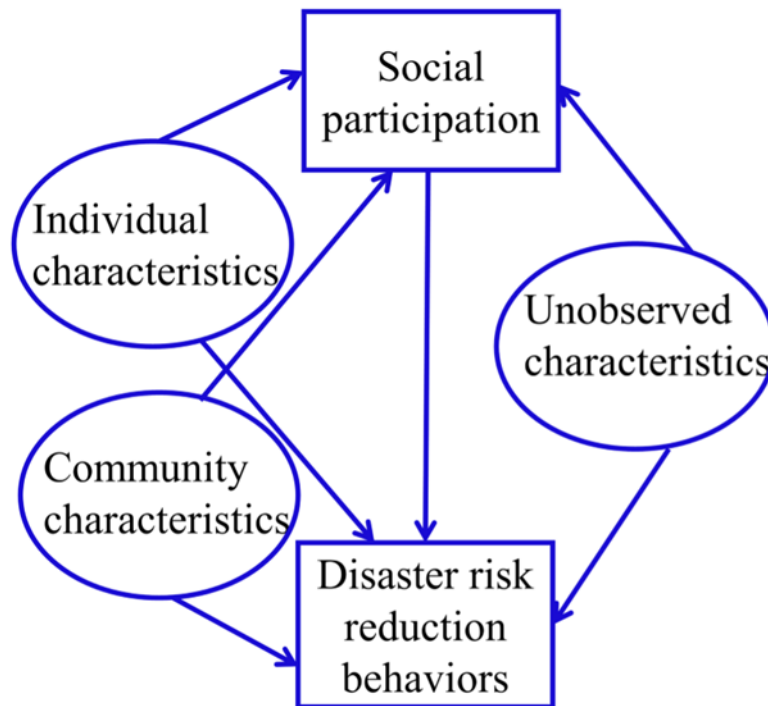 Social
participation
Individual
characteristics
Unobserved
characteristics
Community
characteristics
Disaster risk
reduction
behaviors